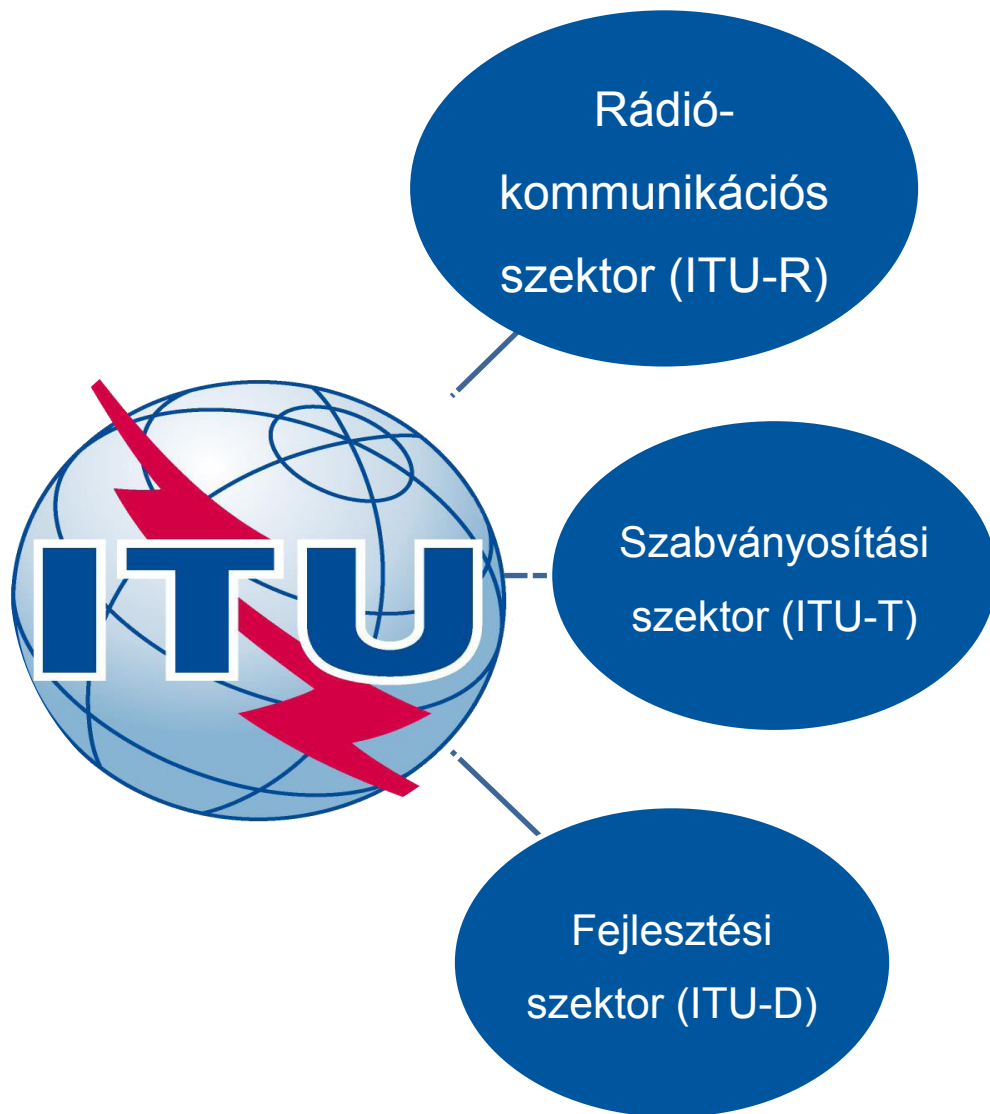 Rádió-
kommunikációs
szektor (ITU-R)
ITU
Szabványosítási
szektor (ITU-T)
Fejlesztési
szektor (ITU-D)